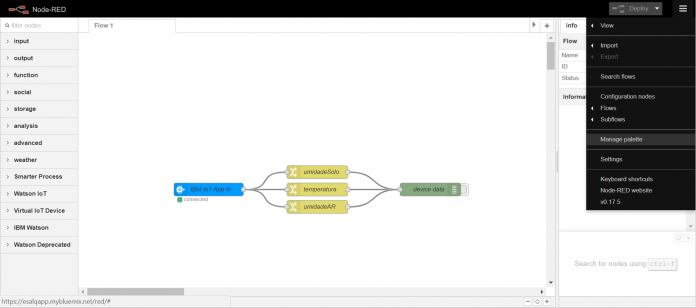 Node-RED
Deploy
filter nodes
Flow 1
info
input
output
function
social
storage
analysis
advanced
weather
Smarter Process
Watson IoT
Virtual IoT Device
IBM Watson
Watson Deprecated
IBM IoT App In
connected
umidadeSolo
temperatura
umidadeAR
device data
Flow
Name
ID
Status
Informat
View
Import
Export
Search flows
Configuration nodes
Flows
Subflows
Manage palette
Settings
Keyboard shortcuts
Node-RED website
v0.17.5
Search for nodes using ctrl-f
https://esalqapp.mybluemix.net/red/#